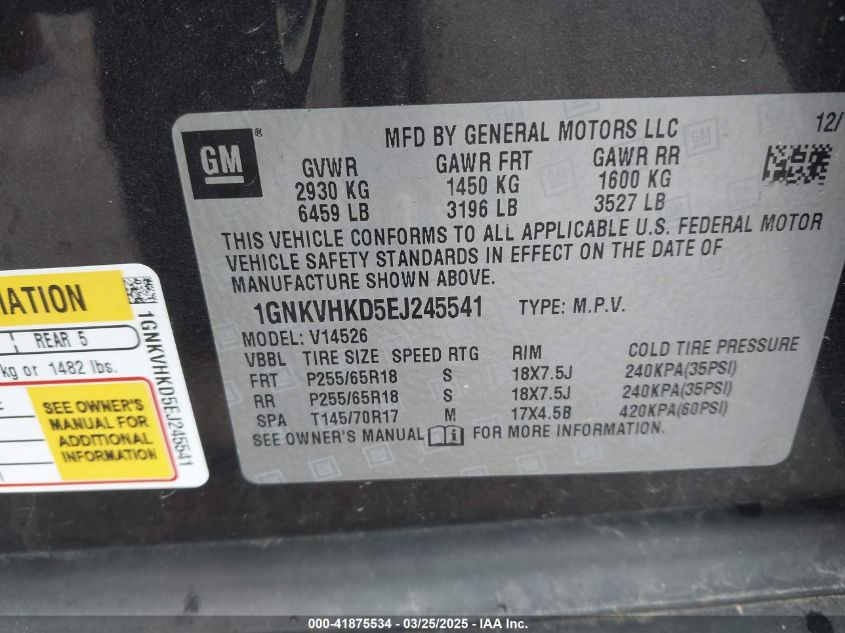 GM ®
MFD BY GENERAL MOTORS LLC 12/
GVWR GAWR FRT GAWR RR
2930 KG 1450 KG 1600 KG
6459 LB 3196 LB 3527 LB
THIS VEHICLE CONFORMS TO ALL APPLICABLE U.S. FEDERAL MOTOR
VEHICLE SAFETY STANDARDS IN EFFECT ON THE DATE OF
MANUFACTURE SHOWN ABOVE.
1GNKVHKD5EJ245541 TYPE: M.P.V.
MODEL: V14526
VBBL TIRE SIZE SPEED RTG RIM COLD TIRE PRESSURE
FRT P255/65R18 S 18X7.5J 240KPA(35PSI)
RR P255/65R18 S 18X7.5J 240KPA(35PSI)
SPA T145/70R17 M 17X4.5B 420KPA(60PSI)
SEE OWNER'S MANUAL FOR MORE INFORMATION.
MATION
REAR 5
kg or 1482 lbs.
SEE OWNER'S
MANUAL FOR
ADDITIONAL
INFORMATION
1GNKVHKD5EJ245541
000-41875534 - 03/25/2025 - IAA Inc.